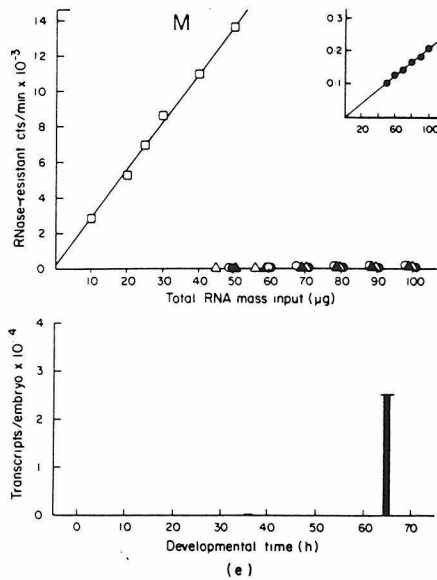 M
RNase-resistant cts/min x 10⁻³
14
12
10
8
6
4
2
0
10 20 30 40 50 60 70 80 90 100
Total RNA mass input (μg)
0·3
0·2
0·1
20 60 100
Transcripts/embryo x 10⁻⁴
4
3
2
1
0
0 10 20 30 40 50 60 70
Developmental time (h)
(e)